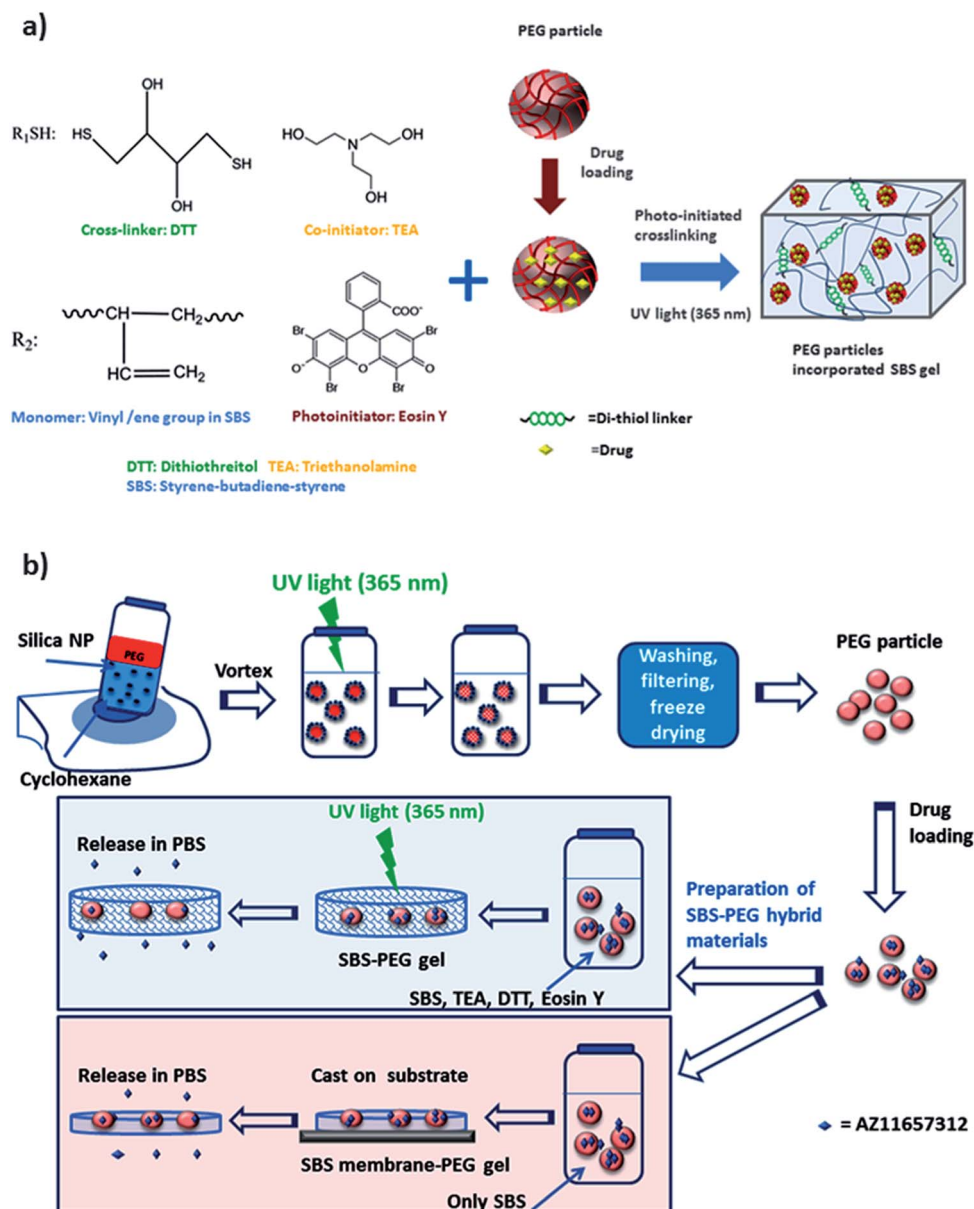 a)
PEG particle
R1SH:
OH
HS
SH
OH
Cross-linker: DTT
HO
OH
N
OH
Co-initiator: TEA
Drug
loading
Photo-initiated
crosslinking
UV light (365 nm)
PEG particles
incorporated SBS gel
R2:
CH
CH2
HC
CH2
Monomer: Vinyl /ene group in SBS
COO-
Br
Br
O-
O
O
Br
Br
Photoinitiator: Eosin Y
=Di-thiol linker
=Drug
DTT: Dithiothreitol TEA: Triethanolamine
SBS: Styrene-butadiene-styrene
b)
UV light (365 nm)
Silica NP
PEG
Vortex
Cyclohexane
Washing,
filtering,
freeze
drying
PEG particle
Drug
loading
UV light (365 nm)
Release in PBS
SBS-PEG gel
SBS, TEA, DTT, Eosin Y
Preparation of
SBS-PEG hybrid
materials
Release in PBS
Cast on substrate
SBS membrane-PEG gel
Only SBS
= AZ11657312